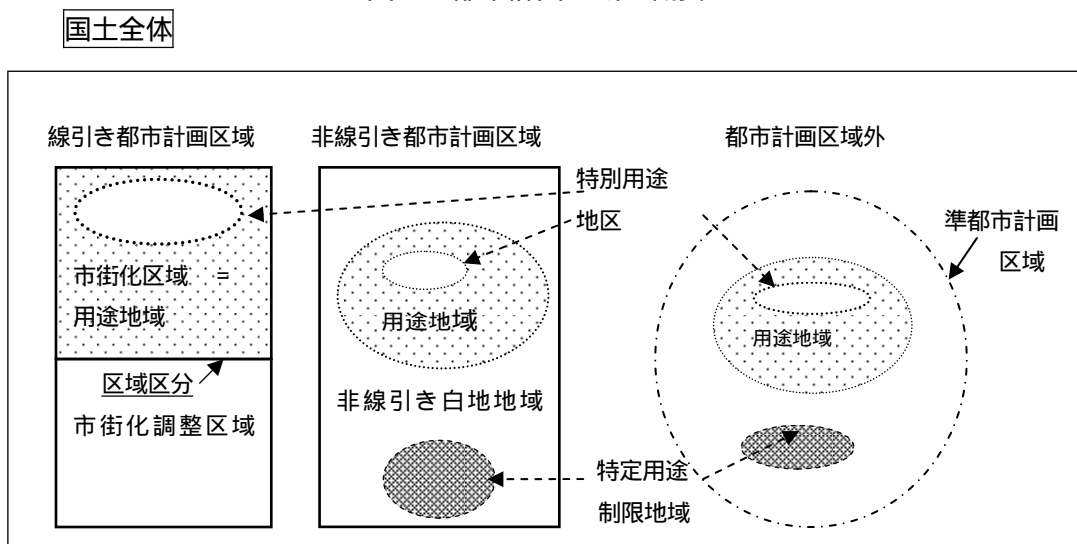 国土全体
線引き都市計画区域
非線引き都市計画区域
都市計画区域外
特別用途
地区
準都市計画
区域
市街化区域 =
用途地域
用途地域
用途地域
区域区分
市街化調整区域
非線引き白地地域
特定用途
制限地域